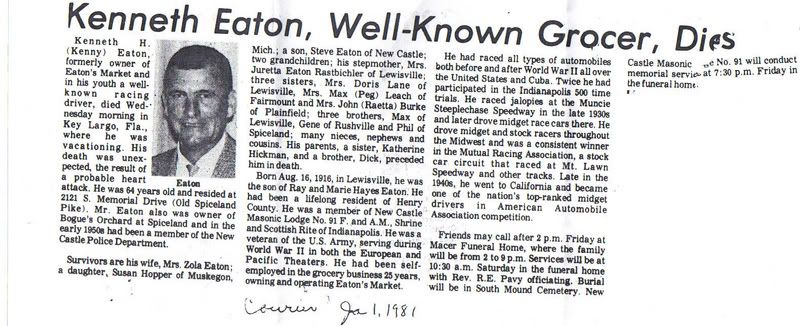 Kenneth Eaton, Well-Known Grocer, Dies
Kenneth H.
(Kenny) Eaton,
formerly owner of
Eaton's Market and
in his youth a well-
known racing
driver, died Wed-
nesday morning in
Key Largo, Fla.,
where he was
vacationing. His
death was unex-
pected, the result of
a probable heart
Eaton
attack. He was 64 years old and resided at
2121 S. Memorial Drive (Old Spiceland
Pike). Mr. Eaton also was owner of
Bogue's Orchard at Spiceland and in the
early 1950s had been a member of the New
Castle Police Department.
Survivors are his wife, Mrs. Zola Eaton;
a daughter, Susan Hopper of Muskegon,
Mich.; a son, Steve Eaton of New Castle;
two grandchildren; his stepmother, Mrs.
Juretta Eaton Rastbichler of Lewisville;
three sisters, Mrs. Doris Lane of
Lewisville, Mrs. Max (Peg) Leach of
Fairmount and Mrs. John (Raetta) Burke
of Plainfield; three brothers, Max of
Lewisville, Gene of Rushville and Phil of
Spiceland; many nieces, nephews and
cousins. His parents, a sister, Katherine
Hickman, and a brother, Dick, preceded
him in death.
Born Aug. 16, 1916, in Lewisville, he was
the son of Ray and Marie Hayes Eaton. He
had been a lifelong resident of Henry
County. He was a member of New Castle
Masonic Lodge No. 91 F. and A.M., Shrine
and Scottish Rite of Indianapolis. He was a
veteran of the U.S. Army, serving during
World War II in both the European and
Pacific Theaters. He had been self-
employed in the grocery business 25 years,
owning and operating Eaton's Market.
He had raced all types of automobiles
both before and after World War II all over
the United States and Cuba. Twice he had
participated in the Indianapolis 500 time
trials. He raced jalopies at the Muncie
Steeplechase Speedway in the late 1930s
and later drove midget race cars there. He
drove midget and stock racers throughout
the Midwest and was a consistent winner
in the Mutual Racing Association, a stock
car circuit that raced at Mt. Lawn
Speedway and other tracks. Late in the
1940s, he went to California and became
one of the nation's top-ranked midget
drivers in American Automobile
Association competition.
Friends may call after 2 p.m. Friday at
Macer Funeral Home, where the family
will be from 2 to 9 p.m. Services will be at
10:30 a.m. Saturday in the funeral home
with Rev. R.E. Pavy officiating. Burial
will be in South Mound Cemetery. New
Castle Masonic No. 91 will conduct
memorial service at 7:30 p.m. Friday in
the funeral home.
Courier Ja 1, 1981